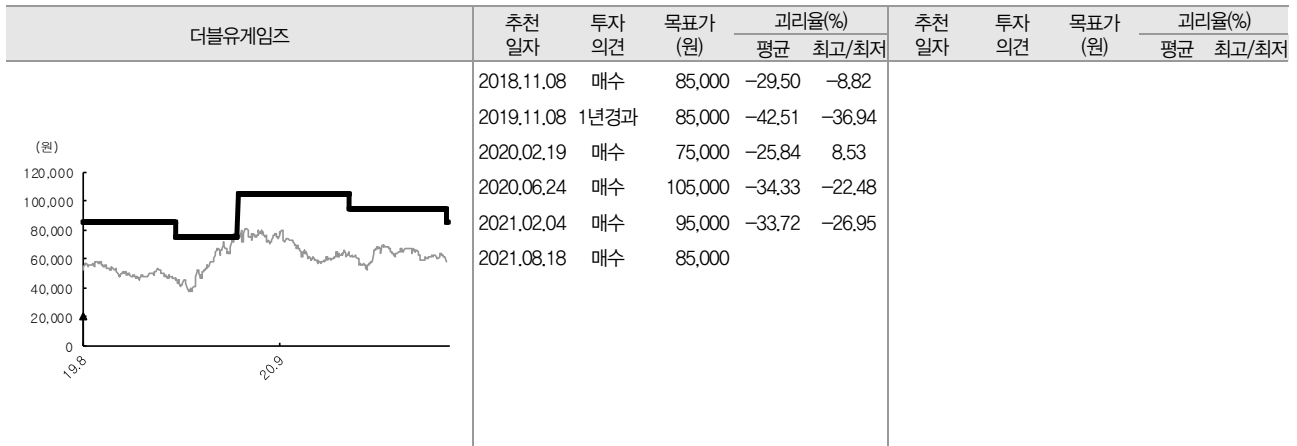 더블유게임즈 추천 일자 투자 의견 목표가 (원) 괴리율(%) 평균 최고/최저 추천 일자 투자 의견 목표가 (원) 괴리율(%) 평균 최고/최저
2018.11.08 매수 85,000 -29.50 -8.82
2019.11.08 1년경과 85,000 -42.51 -36.94
2020.02.19 매수 75,000 -25.84 8.53
2020.06.24 매수 105,000 -34.33 -22.48
2021.02.04 매수 95,000 -33.72 -26.95
2021.08.18 매수 85,000
(원)
120,000
100,000
80,000
60,000
40,000
20,000
0
19.8 20.9